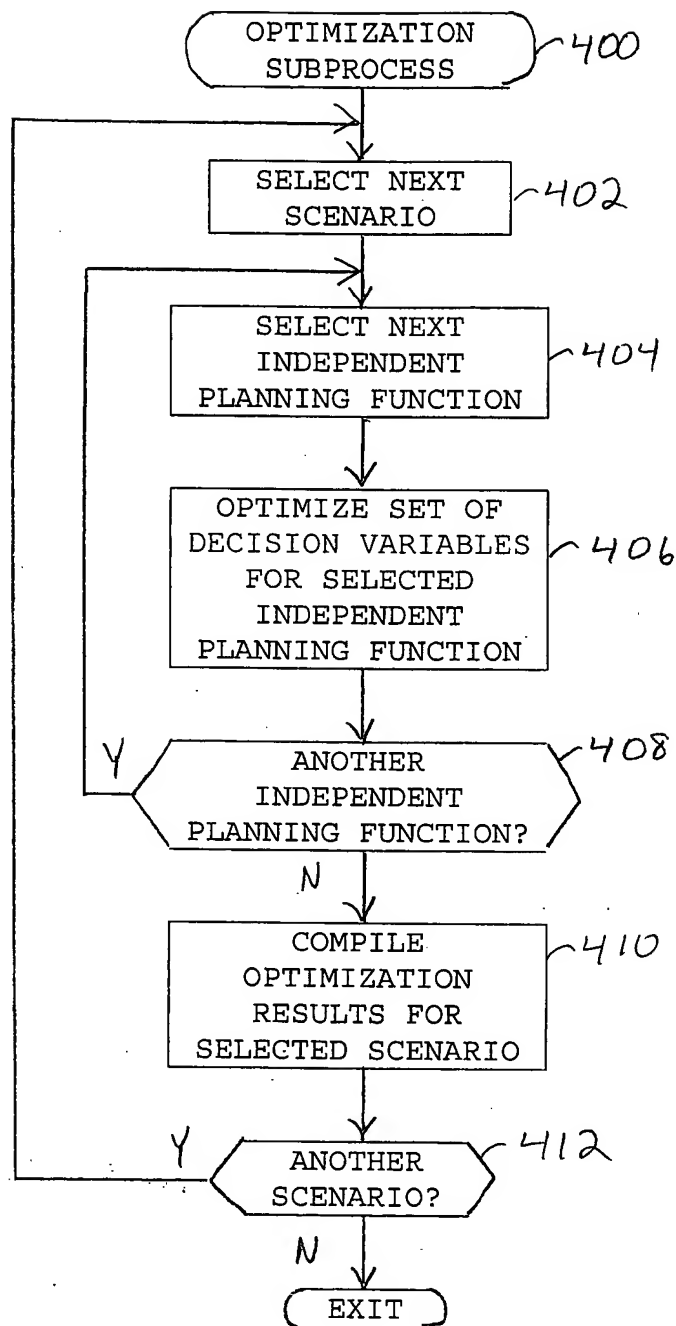 OPTIMIZATION
SUBPROCESS
400
SELECT NEXT
SCENARIO
402
SELECT NEXT
INDEPENDENT
PLANNING FUNCTION
404
OPTIMIZE SET OF
DECISION VARIABLES
FOR SELECTED
INDEPENDENT
PLANNING FUNCTION
406
Y
ANOTHER
INDEPENDENT
PLANNING FUNCTION?
408
N
COMPILE
OPTIMIZATION
RESULTS FOR
SELECTED SCENARIO
410
Y
ANOTHER
SCENARIO?
412
N
EXIT